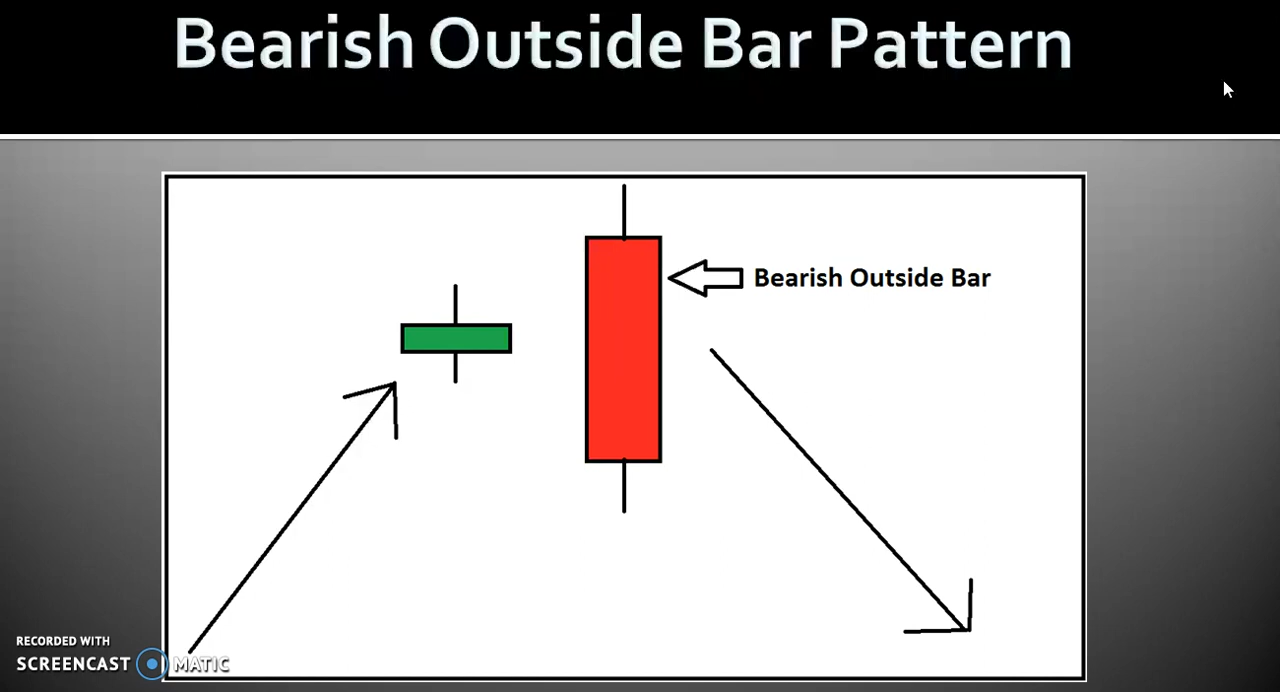 Bearish Outside Bar Pattern
Bearish Outside Bar
RECORDED WITH
SCREENCAST MATIC